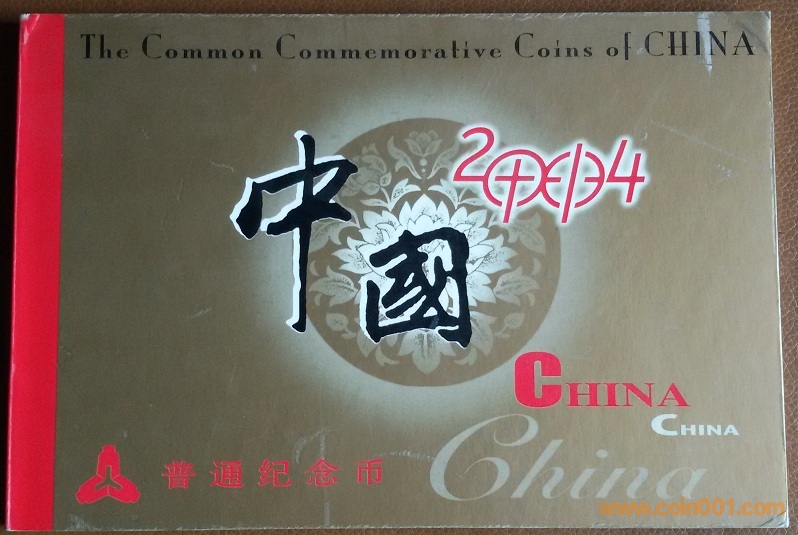 The Common Commemorative Coins of CHINA
2004
中國
CHINA
CHINA
China
普通纪念币
www.coin001.com